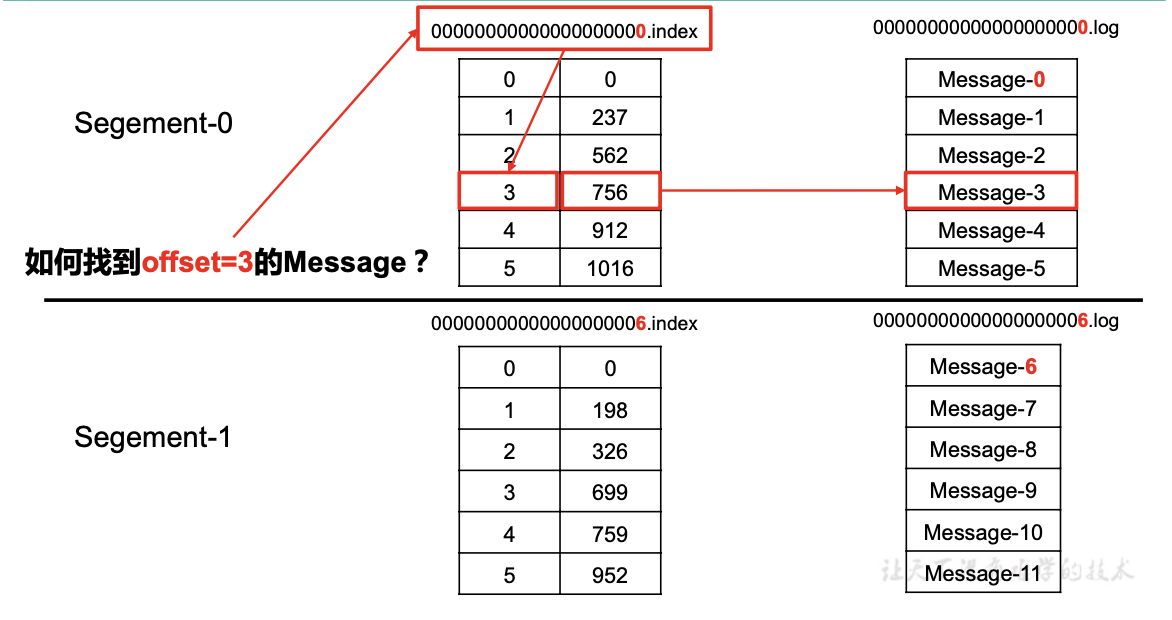 00000000000000000000.index
00000000000000000000.log
0 0 Message-0
Segement-0
1 237 Message-1
2 562 Message-2
3 756 Message-3
4 912 Message-4
如何找到offset=3的Message？
5 1016 Message-5
00000000000000000006.index
00000000000000000006.log
0 0 Message-6
1 198 Message-7
Segement-1
2 326 Message-8
3 699 Message-9
4 759 Message-10
5 952 Message-11
让天 学的技术